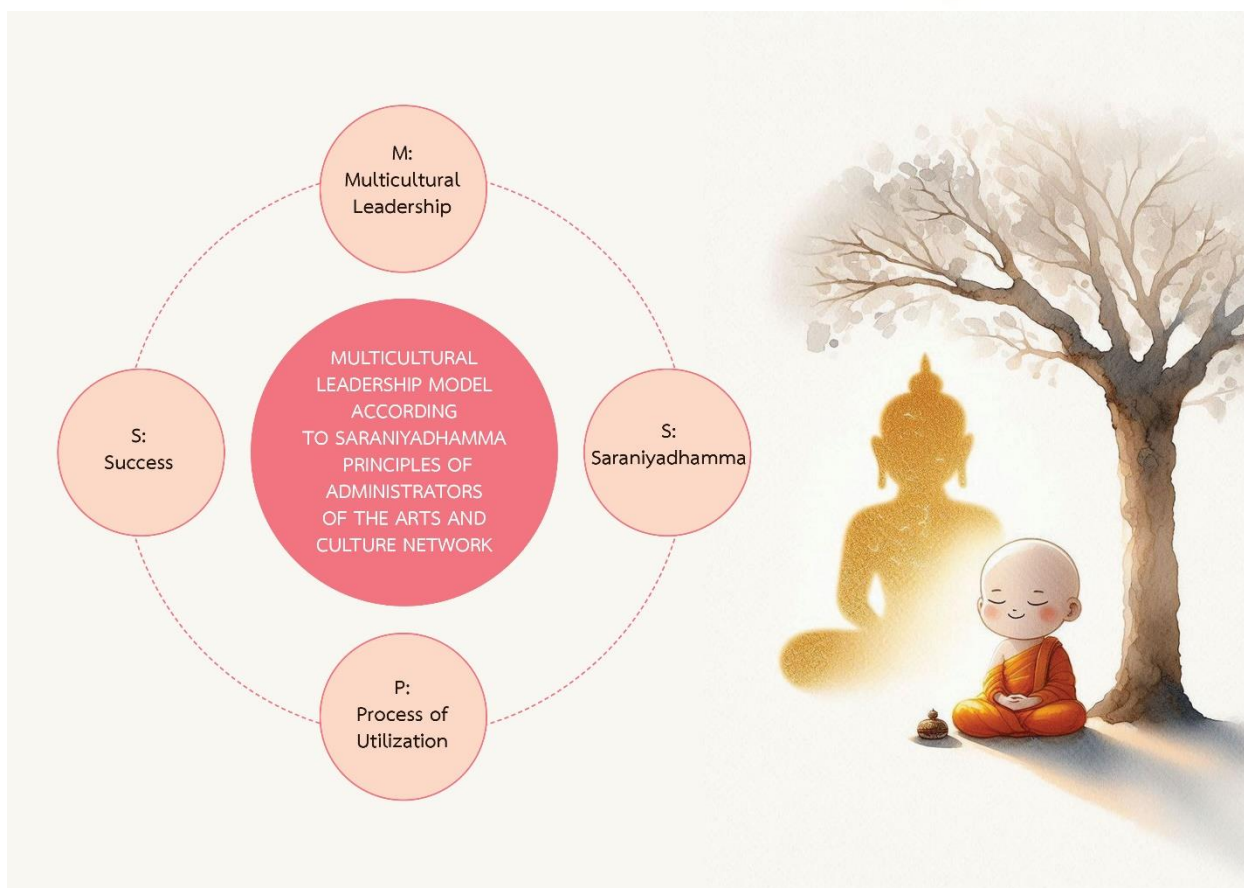 M:
Multicultural
Leadership
MULTICULTURAL
LEADERSHIP MODEL
ACCORDING
TO SARANIYADHAMMA
PRINCIPLES OF
ADMINISTRATORS
OF THE ARTS AND
CULTURE NETWORK
S:
Success
S:
Saraniyadhamma
P:
Process of
Utilization